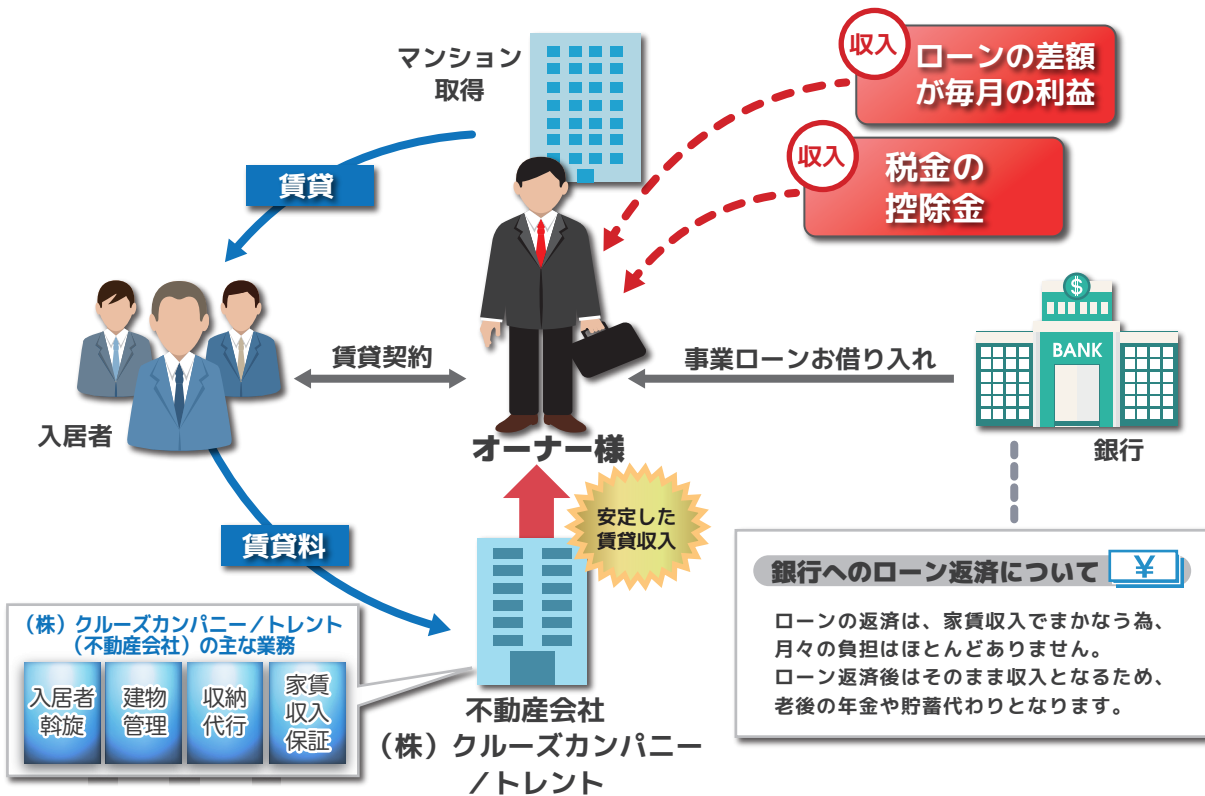 マンション
取得
収入
ローンの差額
が毎月の利益
収入
税金の
控除金
賃貸
賃貸契約
事業ローンお借り入れ
$
BANK
入居者
オーナー様
銀行
安定した
賃貸収入
賃貸料
銀行へのローン返済について
¥
ローンの返済は、家賃収入でまかなう為、
月々の負担はほとんどありません。
ローン返済後はそのまま収入となるため、
老後の年金や貯蓄代わりとなります。
（株）クルーズカンパニー／トレント
（不動産会社）の主な業務
入居者
斡旋
建物
管理
収納
代行
家賃
収入
保証
不動産会社
（株）クルーズカンパニー
／トレント